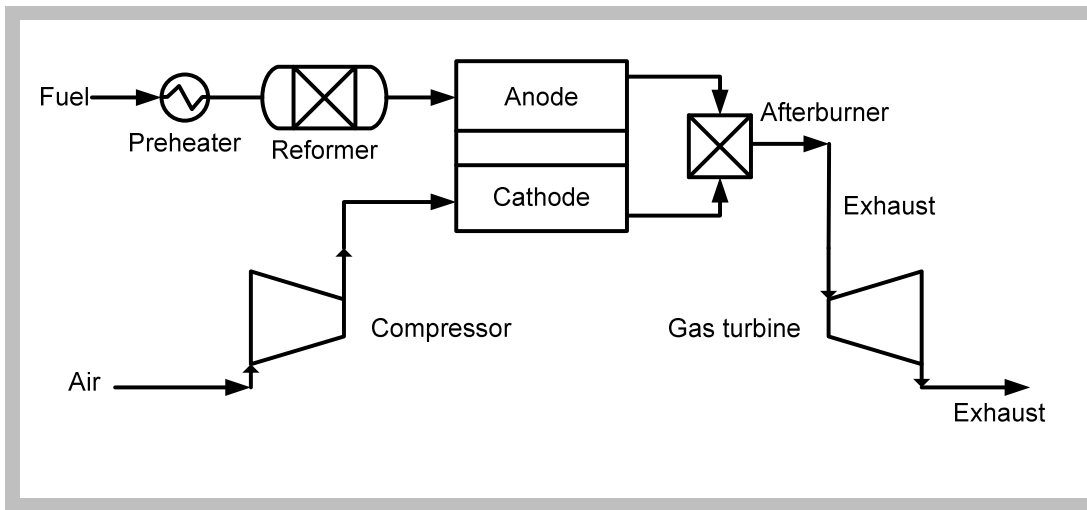 Fuel
Preheater
Reformer
Anode
Cathode
Afterburner
Exhaust
Compressor
Gas turbine
Air
Exhaust